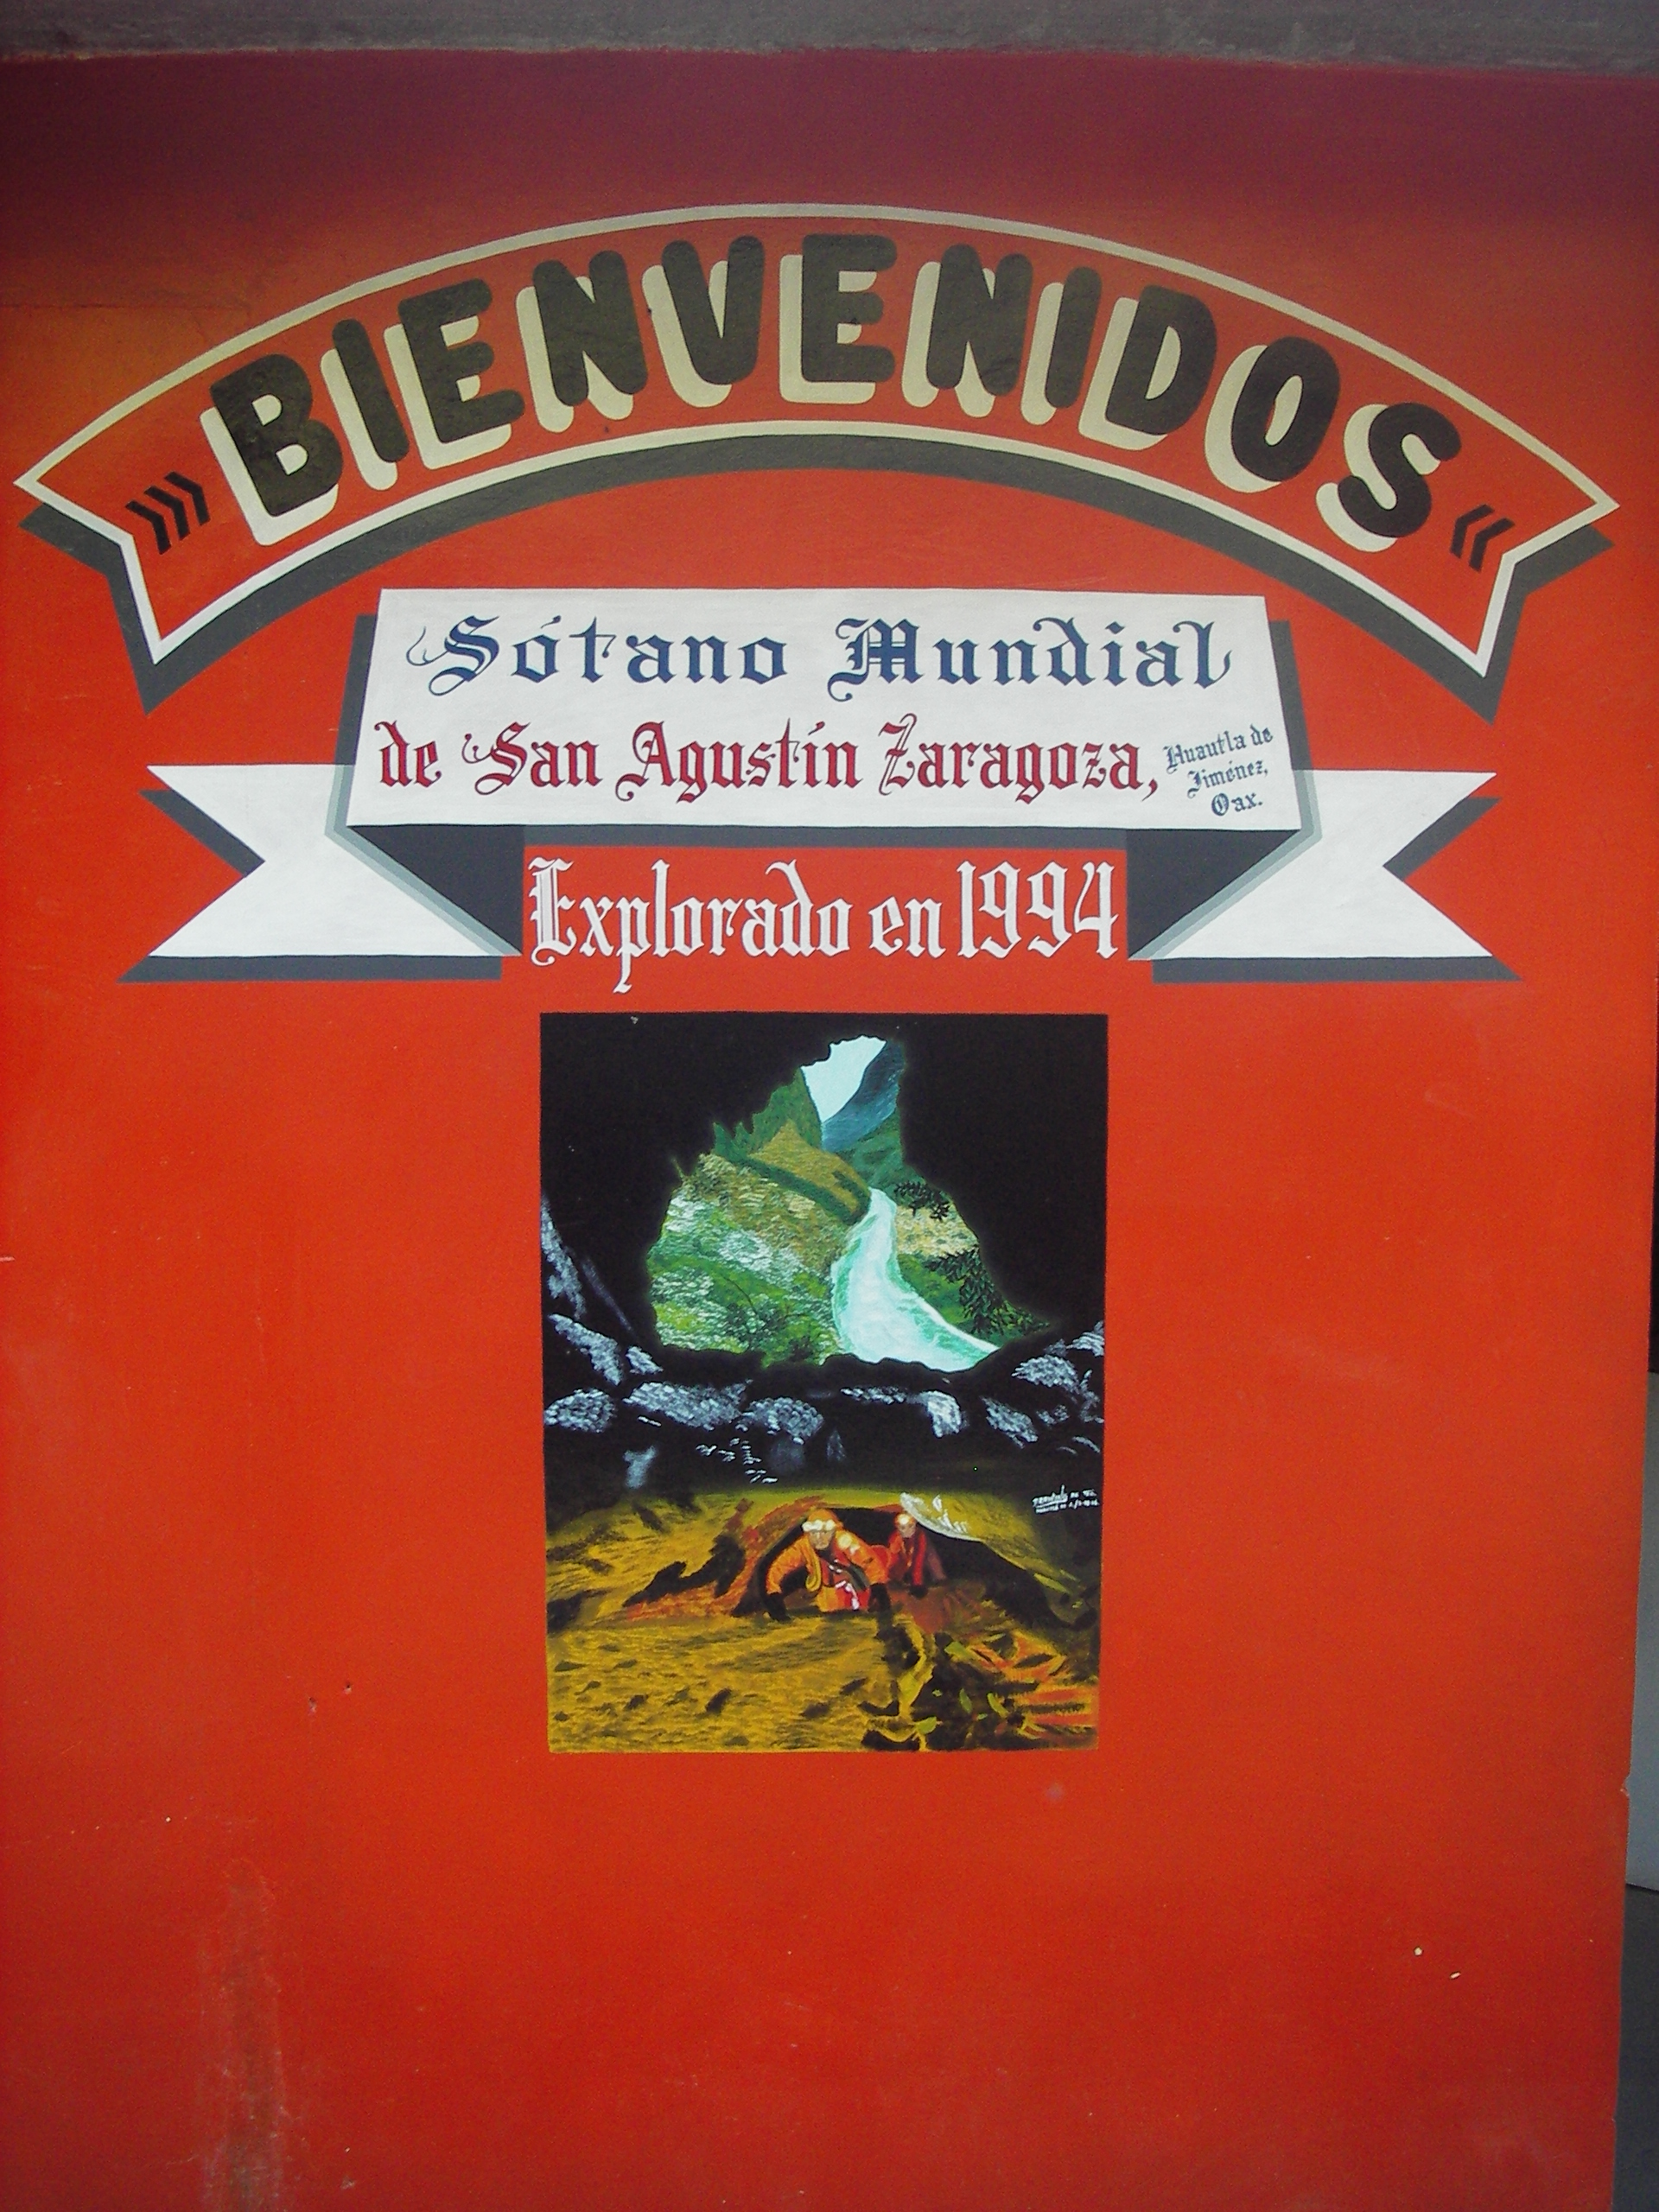 ››› BIENVENIDOS ‹‹
Sótano Mundial
de San Agustín Zaragoza,
Huautla de
Jiménez,
Oax.
Explorado en 1994